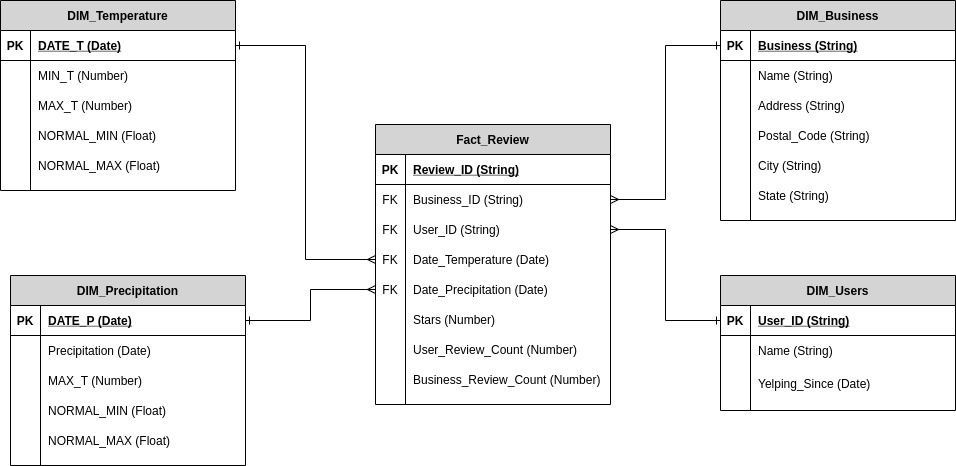 DIM_Temperature
PK DATE_T (Date)
MIN_T (Number)
MAX_T (Number)
NORMAL_MIN (Float)
NORMAL_MAX (Float)
DIM_Precipitation
PK DATE_P (Date)
Precipitation (Date)
MAX_T (Number)
NORMAL_MIN (Float)
NORMAL_MAX (Float)
Fact_Review
PK Review_ID (String)
FK Business_ID (String)
FK User_ID (String)
FK Date_Temperature (Date)
FK Date_Precipitation (Date)
Stars (Number)
User_Review_Count (Number)
Business_Review_Count (Number)
DIM_Business
PK Business (String)
Name (String)
Address (String)
Postal_Code (String)
City (String)
State (String)
DIM_Users
PK User_ID (String)
Name (String)
Yelping_Since (Date)